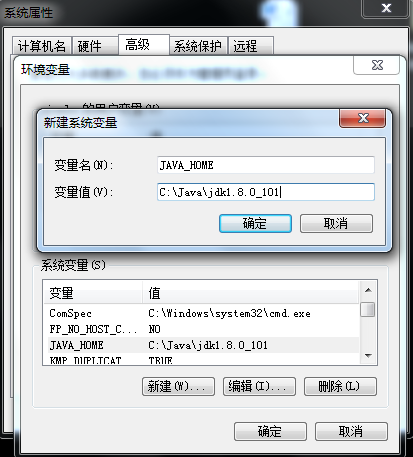 系统属性
计算机名 硬件 高级 系统保护 远程
环境变量
的用户变量(U)
新建系统变量
变量名(N): JAVA_HOME
变量值(V): C:\Java\jdk1.8.0_101
确定 取消
系统变量(S)
变量 值
ComSpec C:\Windows\system32\cmd.exe
FP_NO_HOST_C... NO
JAVA_HOME C:\Java\jdk1.8.0_101
KMP_DUPLICAT TRUE
新建(W)... 编辑(I)... 删除(L)
确定 取消